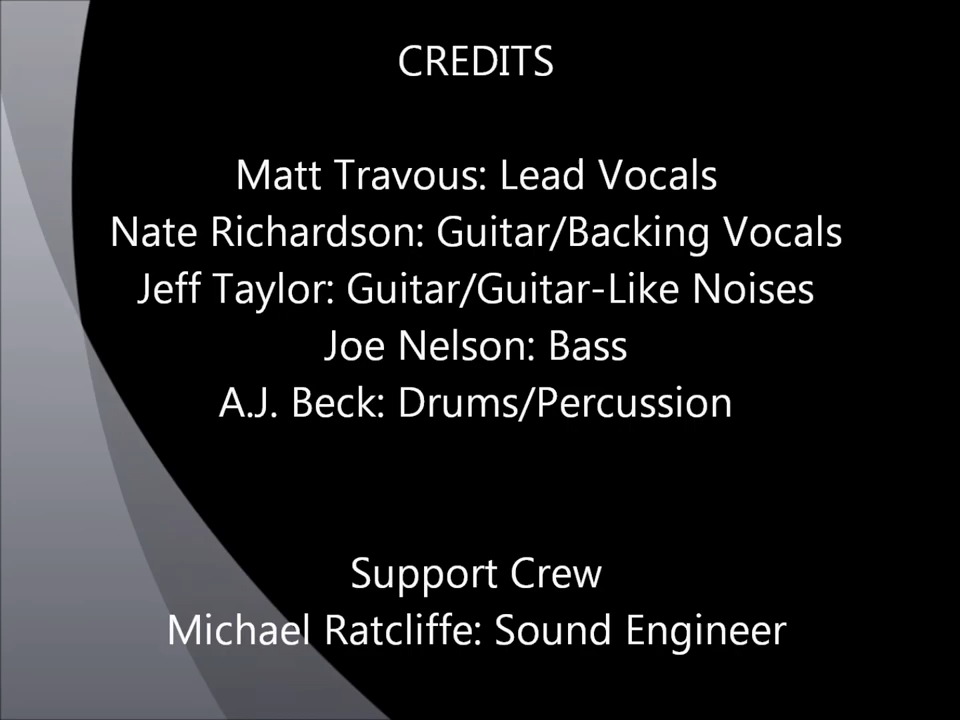 CREDITS
Matt Travous: Lead Vocals
Nate Richardson: Guitar/Backing Vocals
Jeff Taylor: Guitar/Guitar-Like Noises
Joe Nelson: Bass
A.J. Beck: Drums/Percussion
Support Crew
Michael Ratcliffe: Sound Engineer